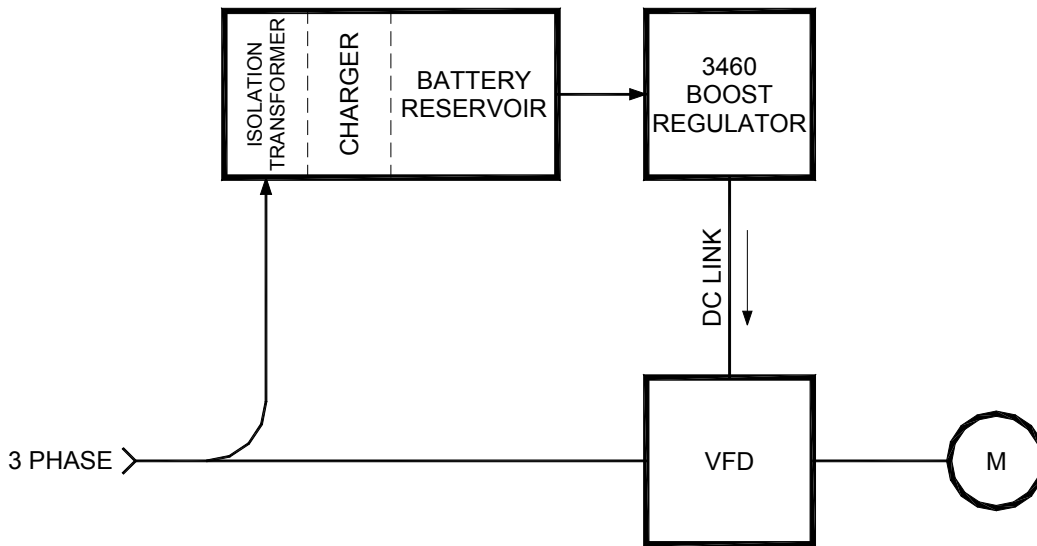 ISOLATION
TRANSFORMER
CHARGER
BATTERY
RESERVOIR
3460
BOOST
REGULATOR
DC LINK
3 PHASE
VFD
M